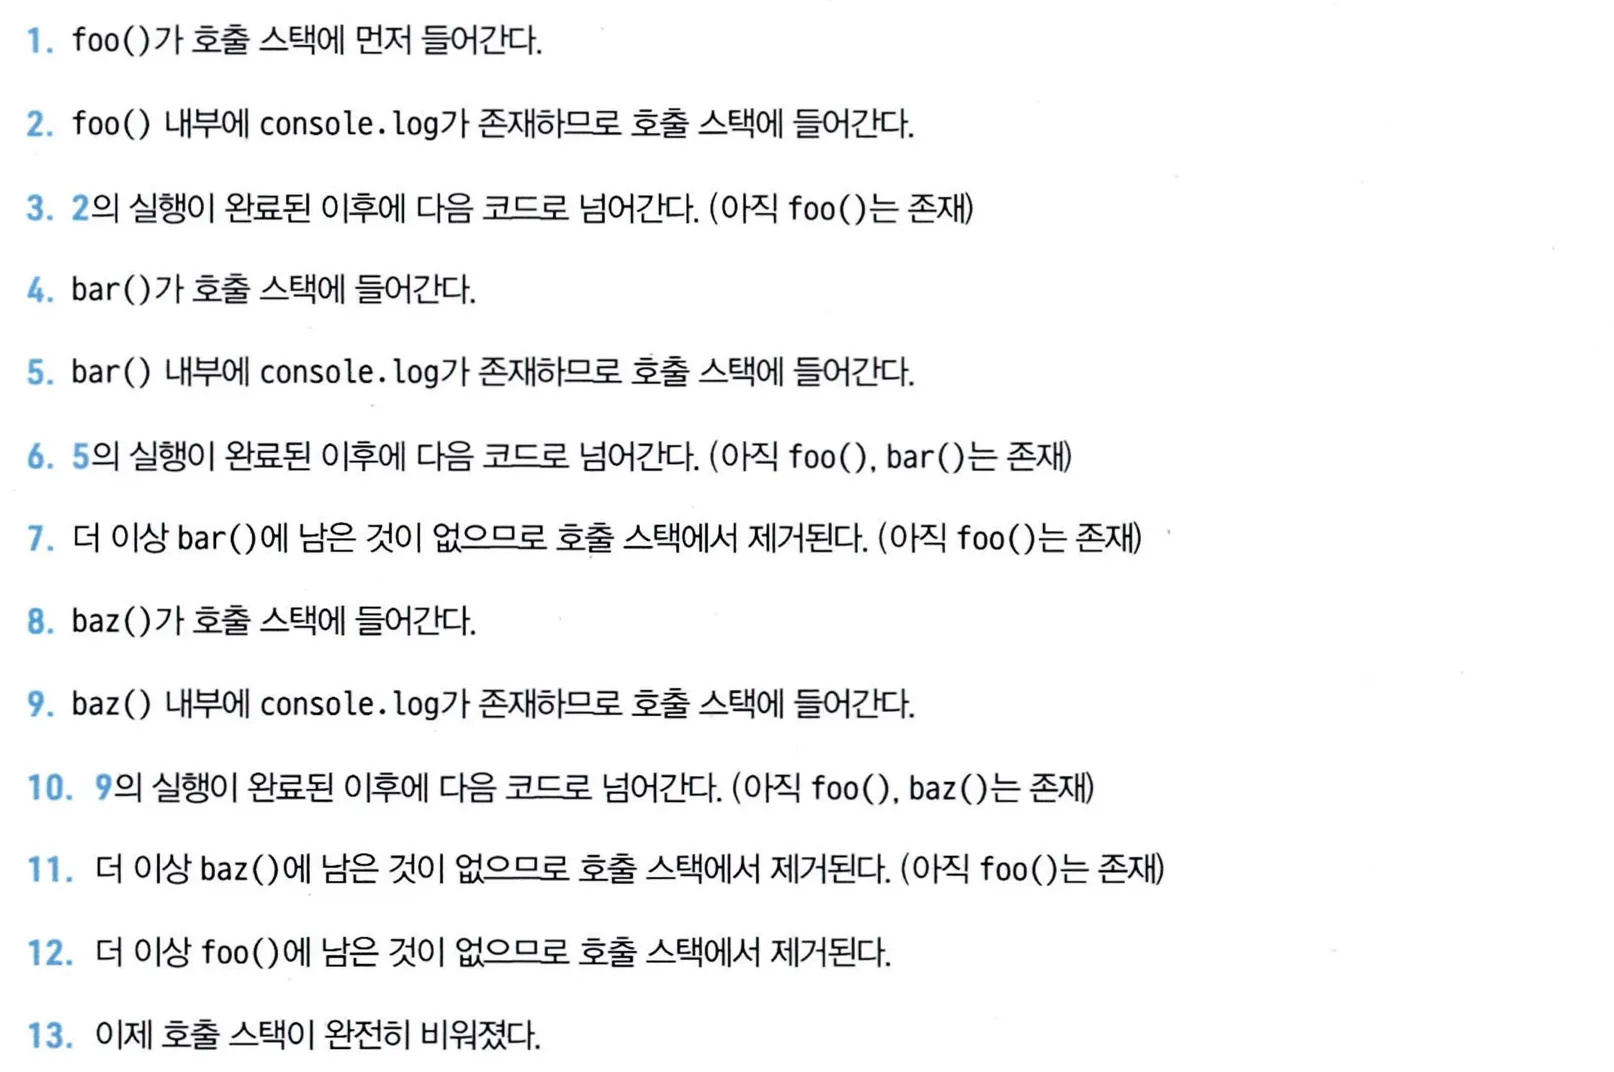 1. foo()가 호출 스택에 먼저 들어간다.
2. foo() 내부에 console.log가 존재하므로 호출 스택에 들어간다.
3. 2의 실행이 완료된 이후에 다음 코드로 넘어간다. (아직 foo()는 존재)
4. bar()가 호출 스택에 들어간다.
5. bar() 내부에 console.log가 존재하므로 호출 스택에 들어간다.
6. 5의 실행이 완료된 이후에 다음 코드로 넘어간다. (아직 foo(), bar()는 존재)
7. 더 이상 bar()에 남은 것이 없으므로 호출 스택에서 제거된다. (아직 foo()는 존재)
8. baz()가 호출 스택에 들어간다.
9. baz() 내부에 console.log가 존재하므로 호출 스택에 들어간다.
10. 9의 실행이 완료된 이후에 다음 코드로 넘어간다. (아직 foo(), baz()는 존재)
11. 더 이상 baz()에 남은 것이 없으므로 호출 스택에서 제거된다. (아직 foo()는 존재)
12. 더 이상 foo()에 남은 것이 없으므로 호출 스택에서 제거된다.
13. 이제 호출 스택이 완전히 비워졌다.